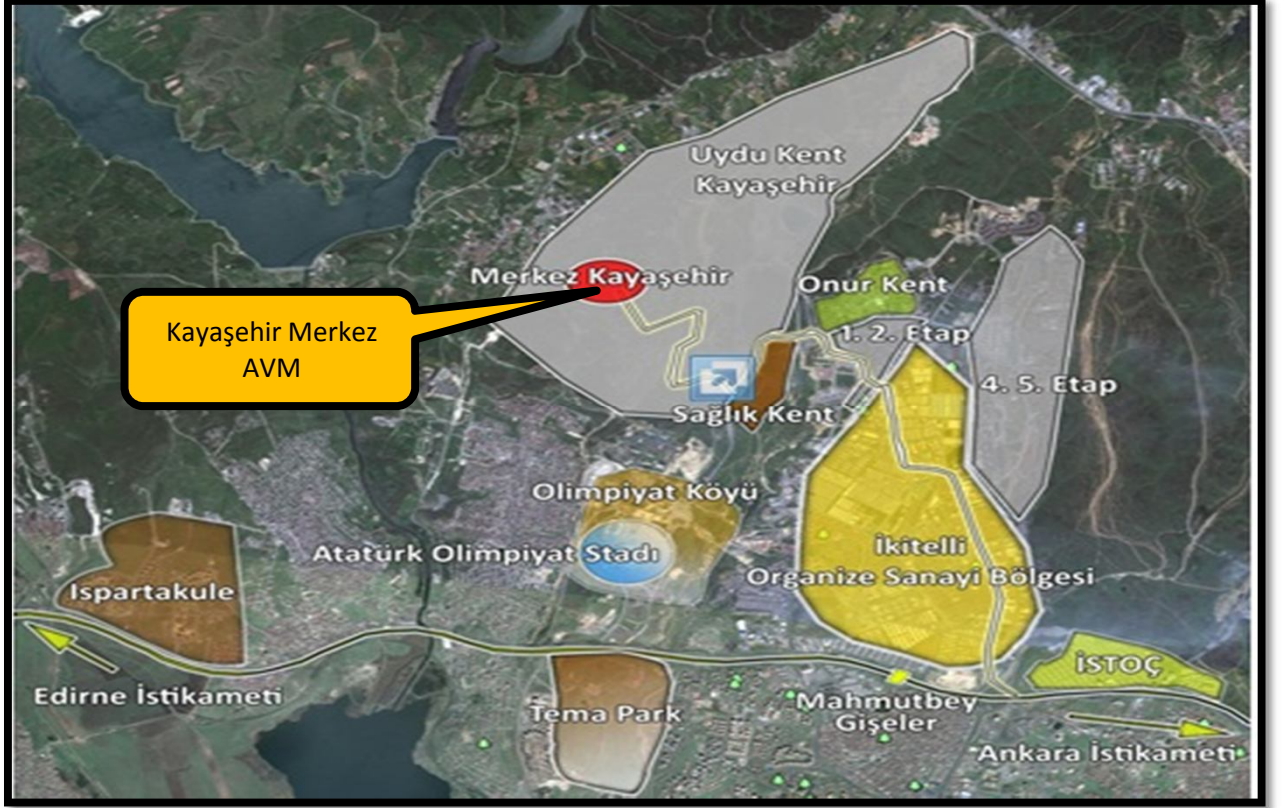 Uydu Kent
Kayaşehir
Merkez Kayaşehir
Onur Kent
Kayaşehir Merkez
AVM
1. 2. Etap
4. 5. Etap
Sağlık Kent
Olimpiyat Köyü
Atatürk Olimpiyat Stadı
İkitelli
Organize Sanayi Bölgesi
Ispartakule
İSTOÇ
Edirne İstikameti
Tema Park
Mahmutbey
Gişeler
Ankara İstikameti